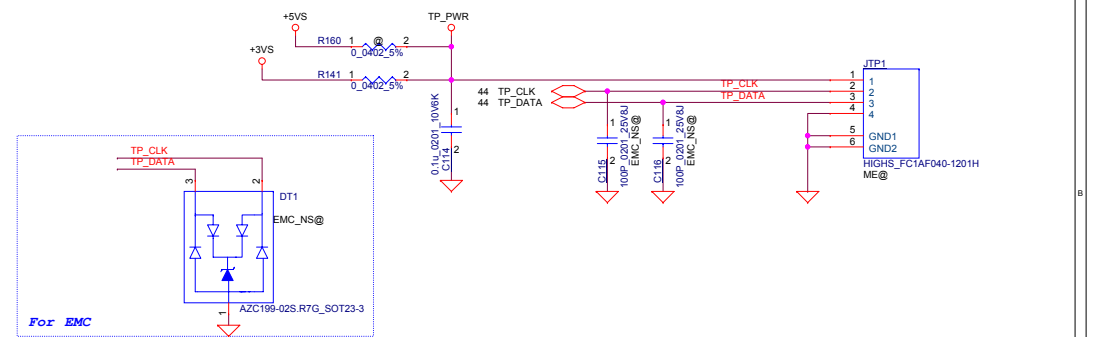 +5VS
TP_PWR
R160 1 @ 2
0_0402_5%
+3VS
R141 1 2
0_0402_5%
JTP1
1 1
TP_CLK 2 2
TP_DATA 3 3
4 4
5 GND1
6 GND2
HIGHS_FC1AF040-1201H
ME@
44 TP_CLK
44 TP_DATA
1
2
C114
0.1u_0201_10V6K
1
2
C115
100P_0201_25V8J
EMC_NS@
1
2
C116
100P_0201_25V8J
EMC_NS@
TP_CLK
TP_DATA
3
2
DT1
EMC_NS@
AZC199-02S.R7G_SOT23-3
1
For EMC
B